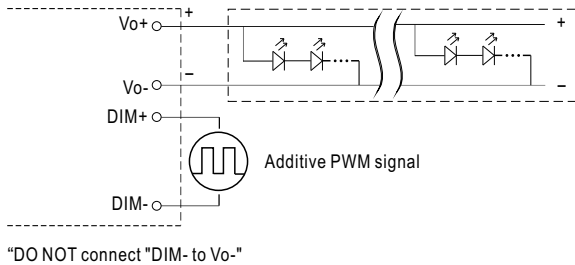 Vo+
+
+
Vo-
–
–
DIM+
Additive PWM signal
DIM-
“DO NOT connect "DIM- to Vo-"